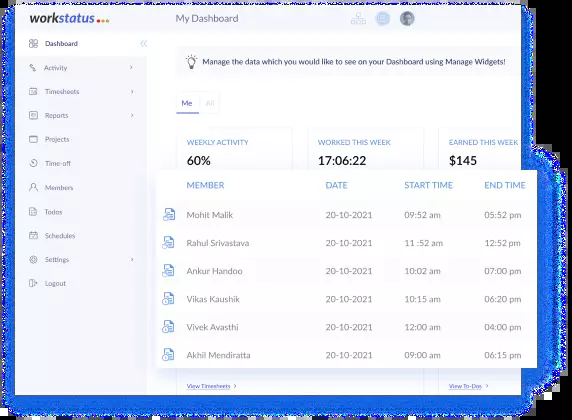 workstatus
My Dashboard
Dashboard
Activity
Timesheets
Reports
Projects
Time-off
Members
Todos
Schedules
Settings
Logout
Manage the data which you would like to see on your Dashboard using Manage Widgets!
Me All
WEEKLY ACTIVITY WORKED THIS WEEK EARNED THIS WEEK
60% 17:06:22 $145
MEMBER DATE START TIME END TIME
Mohit Malik 20-10-2021 09:52 am 05:52 pm
Rahul Srivastava 20-10-2021 11 :52 am 12:52 pm
Ankur Handoo 20-10-2021 10:02 am 07:00 pm
Vikas Kaushik 20-10-2021 10:15 am 06:20 pm
Vivek Avasthi 20-10-2021 12:00 am 04:00 pm
Akhil Mendiratta 20-10-2021 09:00 am 06:15 pm
View Timesheets > View To-Dos >